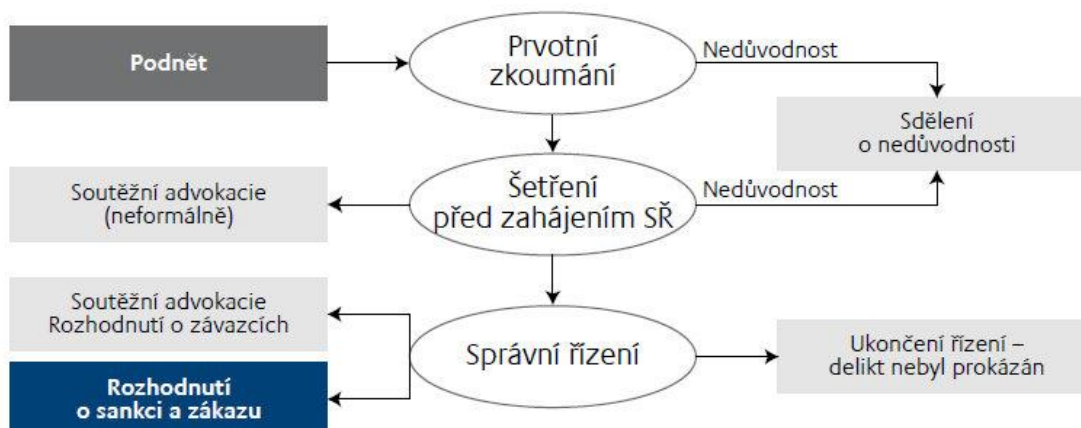 Podnět
Prvotní
zkoumání
Nedůvodnost
Sdělení
o nedůvodnosti
Soutěžní advokacie
(neformálně)
Šetření
před zahájením SŘ
Nedůvodnost
Soutěžní advokacie
Rozhodnutí o závazcích
Správní řízení
Ukončení řízení –
delikt nebyl prokázán
Rozhodnutí
o sankci a zákazu